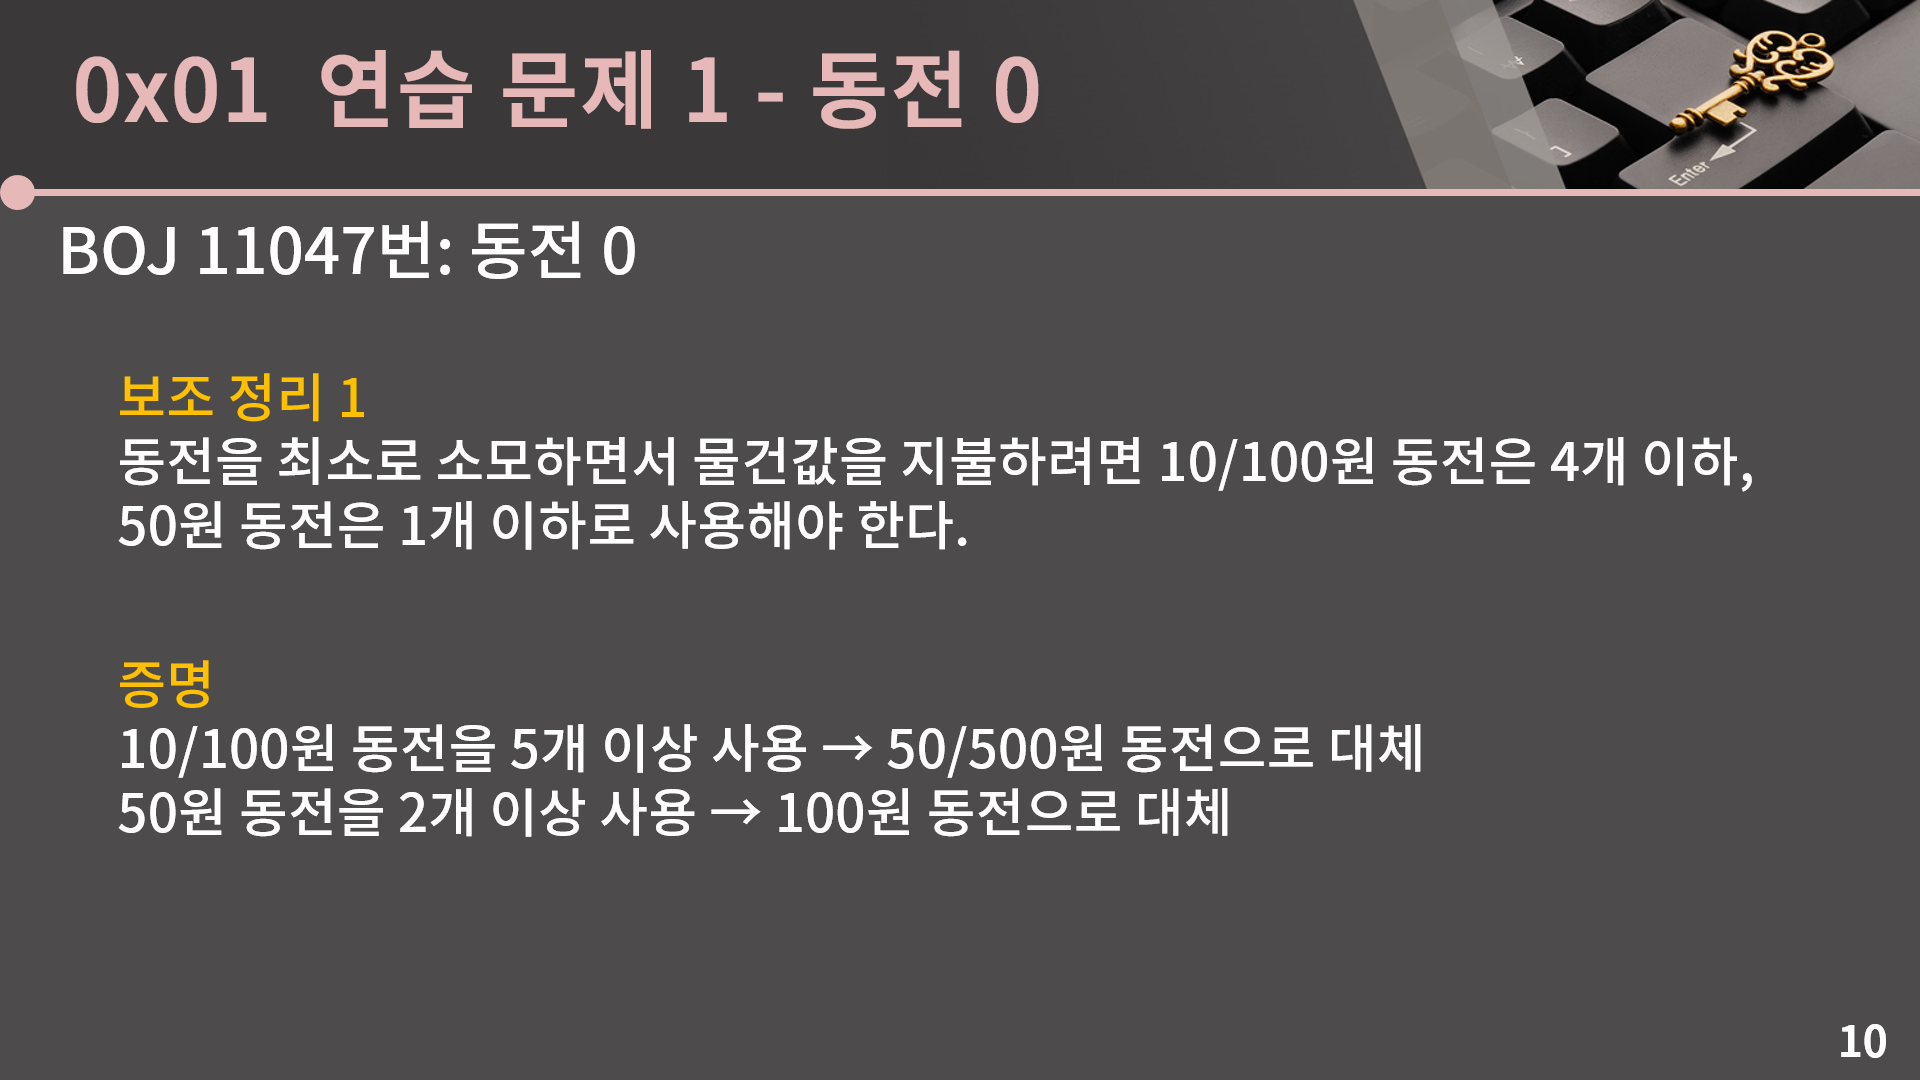 0x01 연습 문제 1 - 동전 0
Enter
BOJ 11047번: 동전 0
보조 정리 1
동전을 최소로 소모하면서 물건값을 지불하려면 10/100원 동전은 4개 이하,
50원 동전은 1개 이하로 사용해야 한다.
증명
10/100원 동전을 5개 이상 사용 → 50/500원 동전으로 대체
50원 동전을 2개 이상 사용 → 100원 동전으로 대체
10